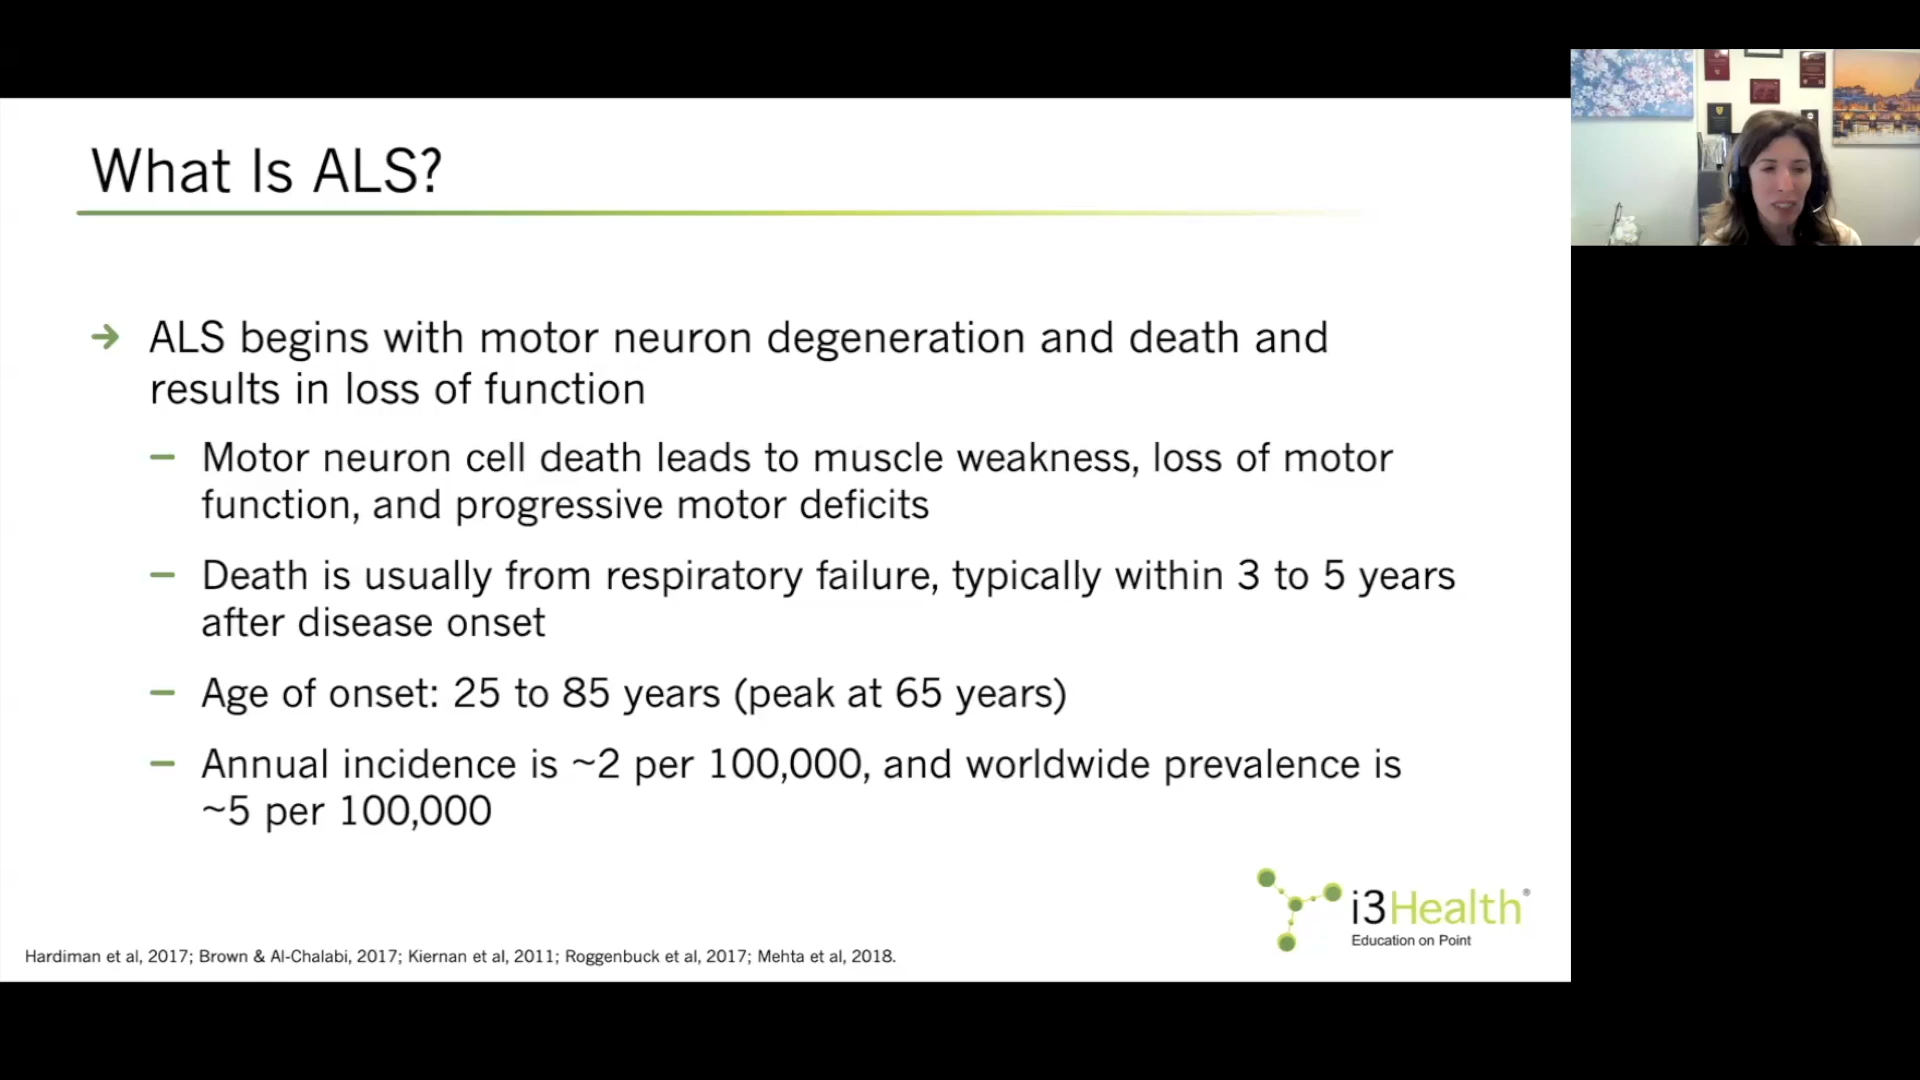 What Is ALS?
→ ALS begins with motor neuron degeneration and death and
results in loss of function
– Motor neuron cell death leads to muscle weakness, loss of motor
function, and progressive motor deficits
– Death is usually from respiratory failure, typically within 3 to 5 years
after disease onset
– Age of onset: 25 to 85 years (peak at 65 years)
– Annual incidence is ~2 per 100,000, and worldwide prevalence is
~5 per 100,000
i3Health®
Education on Point
Hardiman et al, 2017; Brown & Al-Chalabi, 2017; Kiernan et al, 2011; Roggenbuck et al, 2017; Mehta et al, 2018.